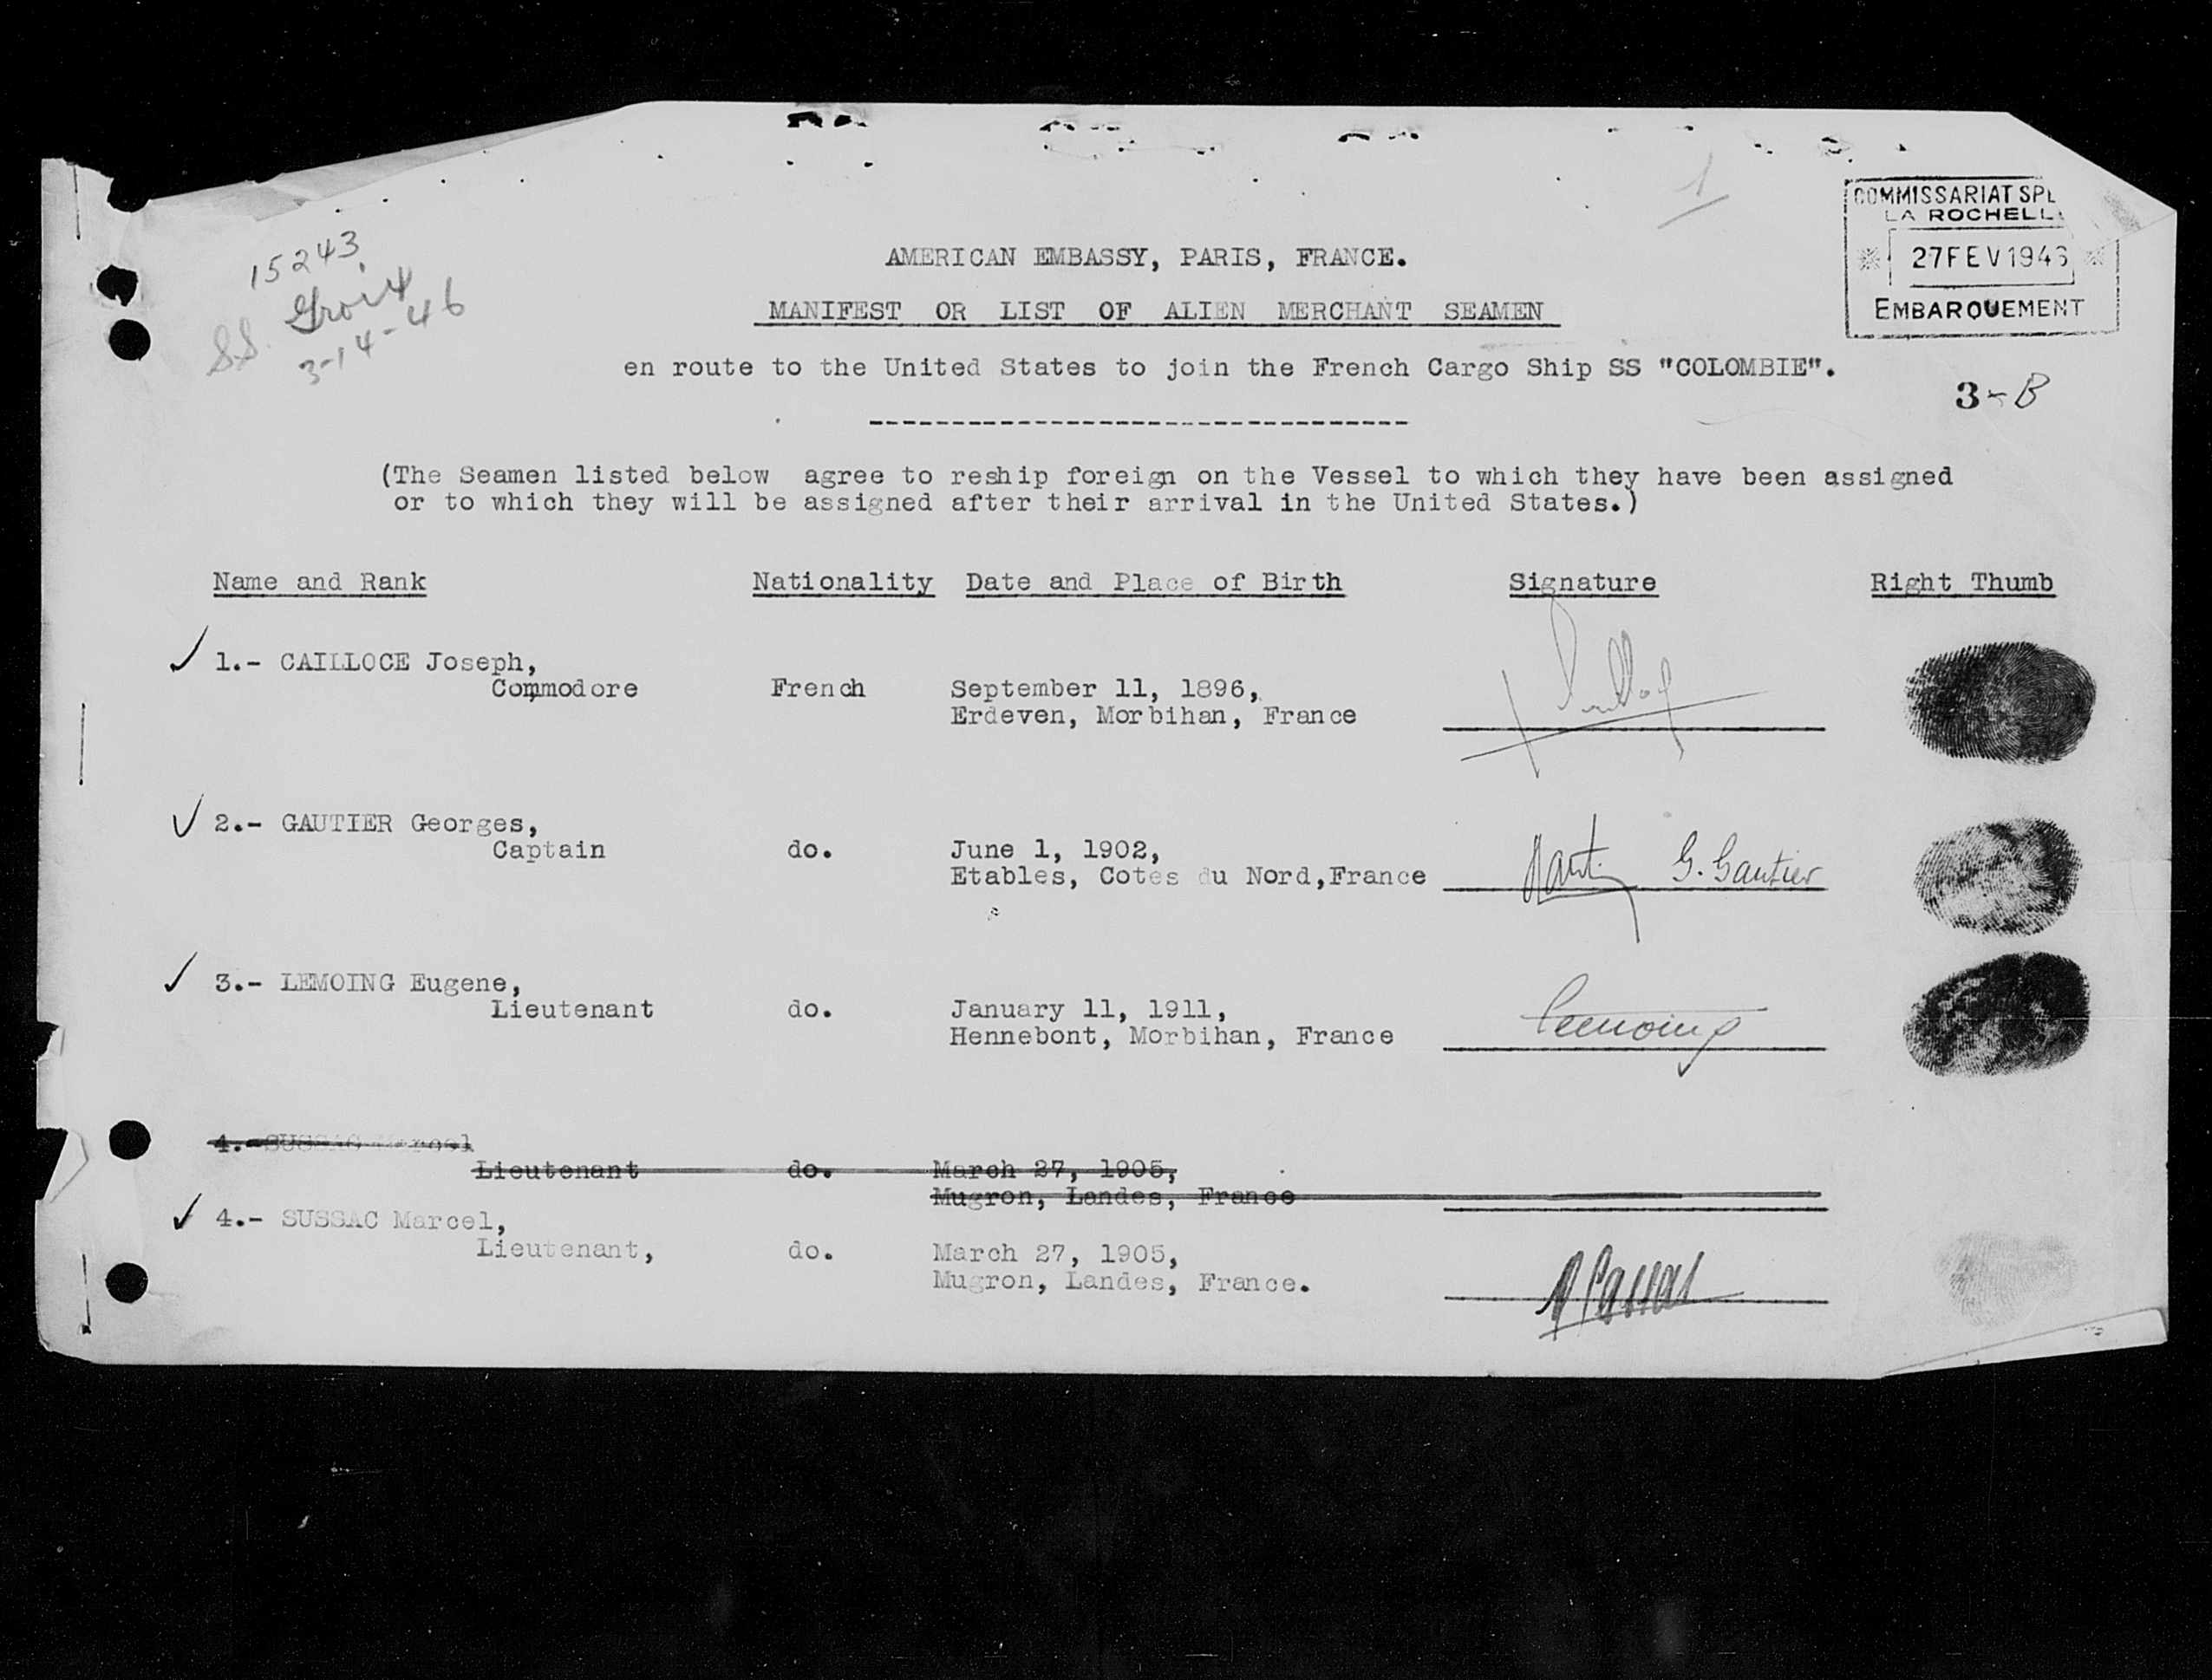 1
COMMISSARIAT SPE
LA ROCHELL
27 FEV 1946
EMBARQUEMENT
15243
S.S. Groix
3-14-46
AMERICAN EMBASSY, PARIS, FRANCE.
MANIFEST OR LIST OF ALIEN MERCHANT SEAMEN
en route to the United States to join the French Cargo Ship SS "COLOMBIE".
3-B
(The Seamen listed below agree to reship foreign on the Vessel to which they have been assigned
or to which they will be assigned after their arrival in the United States.)
Name and Rank Nationality Date and Place of Birth Signature Right Thumb
1.- CAILLOCE Joseph,
Commodore French September 11, 1896,
Erdeven, Morbihan, France
2.- GAUTIER Georges,
Captain do. June 1, 1902,
Etables, Cotes du Nord, France G. Gautier
3.- LEMOING Eugene,
Lieutenant do. January 11, 1911, Lemoing
Hennebont, Morbihan, France
4.- SUSSAC Marcel
Lieutenant do. March 27, 1905,
Mugron, Landes, France
4.- SUSSAC Marcel,
Lieutenant, do. March 27, 1905,
Mugron, Landes, France.